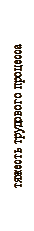 тяжесть трудового процесса